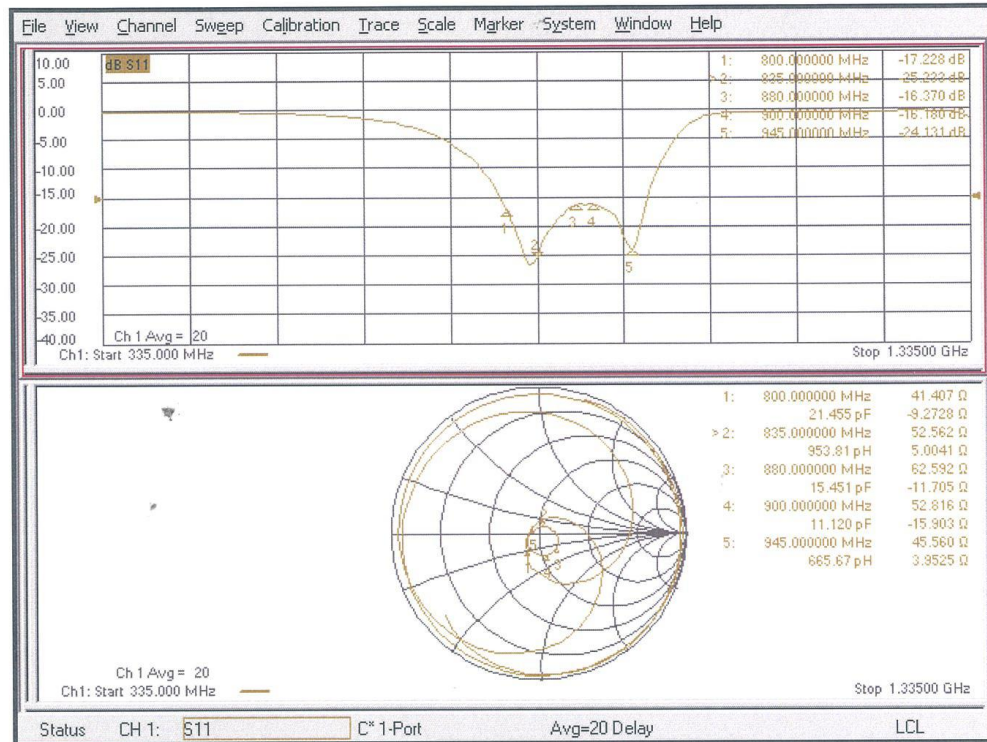 File View Channel Sweep Calibration Trace Scale Marker System Window Help
10.00
5.00
0.00
-5.00
-10.00
-15.00
-20.00
-25.00
-30.00
-35.00
-40.00
dB S11
1: 800.000000 MHz -17.228 dB
>2: 835.000000 MHz -25.233 dB
3: 880.000000 MHz -16.370 dB
4: 900.000000 MHz -16.180 dB
5: 945.000000 MHz -24.131 dB
1
2
3
4
5
Ch 1 Avg = 20
Ch1: Start 335.000 MHz
Stop 1.33500 GHz
1: 800.000000 MHz 41.407 Ω
21.455 pF -9.2728 Ω
>2: 835.000000 MHz 52.562 Ω
953.81 pH 5.0041 Ω
3: 880.000000 MHz 62.592 Ω
15.451 pF -11.705 Ω
4: 900.000000 MHz 52.816 Ω
11.120 pF -15.903 Ω
5: 945.000000 MHz 45.560 Ω
665.67 pH 3.9525 Ω
Ch 1 Avg = 20
Ch1: Start 335.000 MHz
Stop 1.33500 GHz
Status CH 1: S11 C* 1-Port Avg=20 Delay LCL